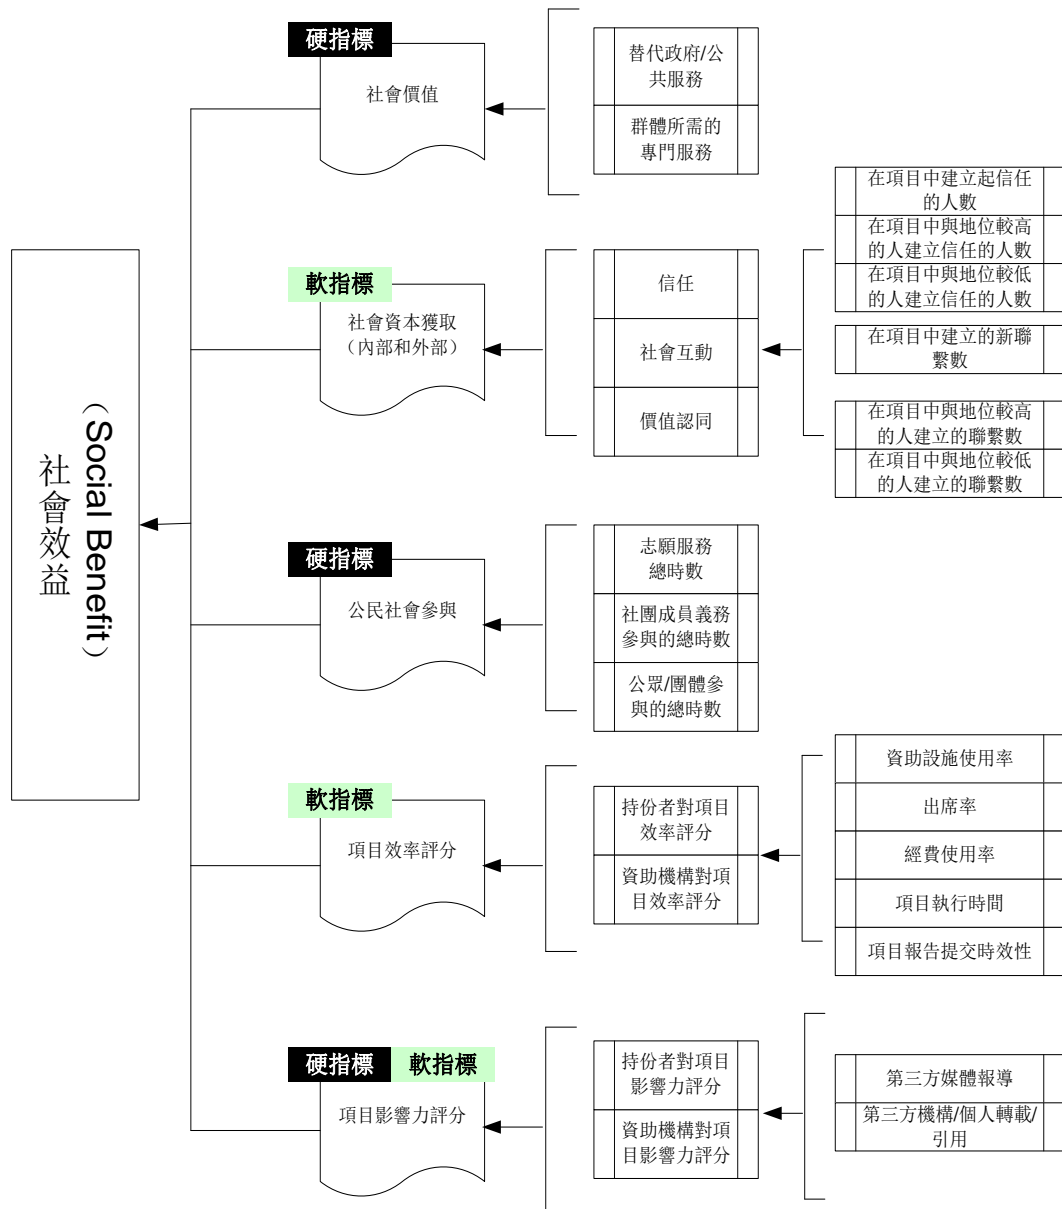 社會效益
（Social Benefit）
硬指標
社會價值
替代政府/公
共服務
群體所需的
專門服務
軟指標
社會資本獲取
（內部和外部）
信任
社會互動
價值認同
在項目中建立起信任
的人數
在項目中與地位較高
的人建立信任的人數
在項目中與地位較低
的人建立信任的人數
在項目中建立的新聯
繫數
在項目中與地位較高
的人建立的聯繫數
在項目中與地位較低
的人建立的聯繫數
硬指標
公民社會參與
志願服務
總時數
社團成員義務
參與的總時數
公眾/團體參
與的總時數
軟指標
項目效率評分
持份者對項目
效率評分
資助機構對項
目效率評分
資助設施使用率
出席率
經費使用率
項目執行時間
項目報告提交時效性
硬指標
軟指標
項目影響力評分
持份者對項目
影響力評分
資助機構對項
目影響力評分
第三方媒體報導
第三方機構/個人轉載/
引用